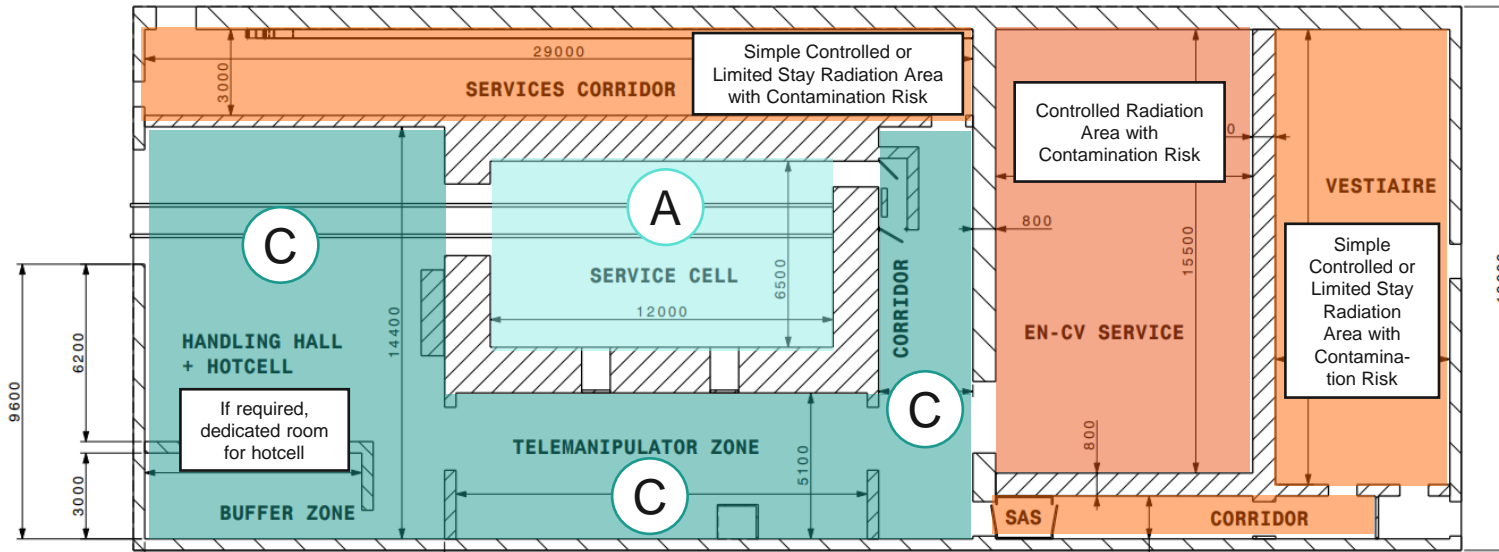 29000
3000
SERVICES CORRIDOR
Simple Controlled or
Limited Stay Radiation Area
with Contamination Risk
Controlled Radiation
Area with
Contamination Risk
VESTIAIRE
A
C
800
SERVICE CELL
6500
12000
CORRIDOR
15500
Simple
Controlled or
Limited Stay
Radiation
Area with
Contamina-
tion Risk
14400
HANDLING HALL
+ HOTCELL
EN-CV SERVICE
9600
6200
If required,
dedicated room
for hotcell
C
TELEMANIPULATOR ZONE
5100
800
3000
BUFFER ZONE
C
SAS
CORRIDOR